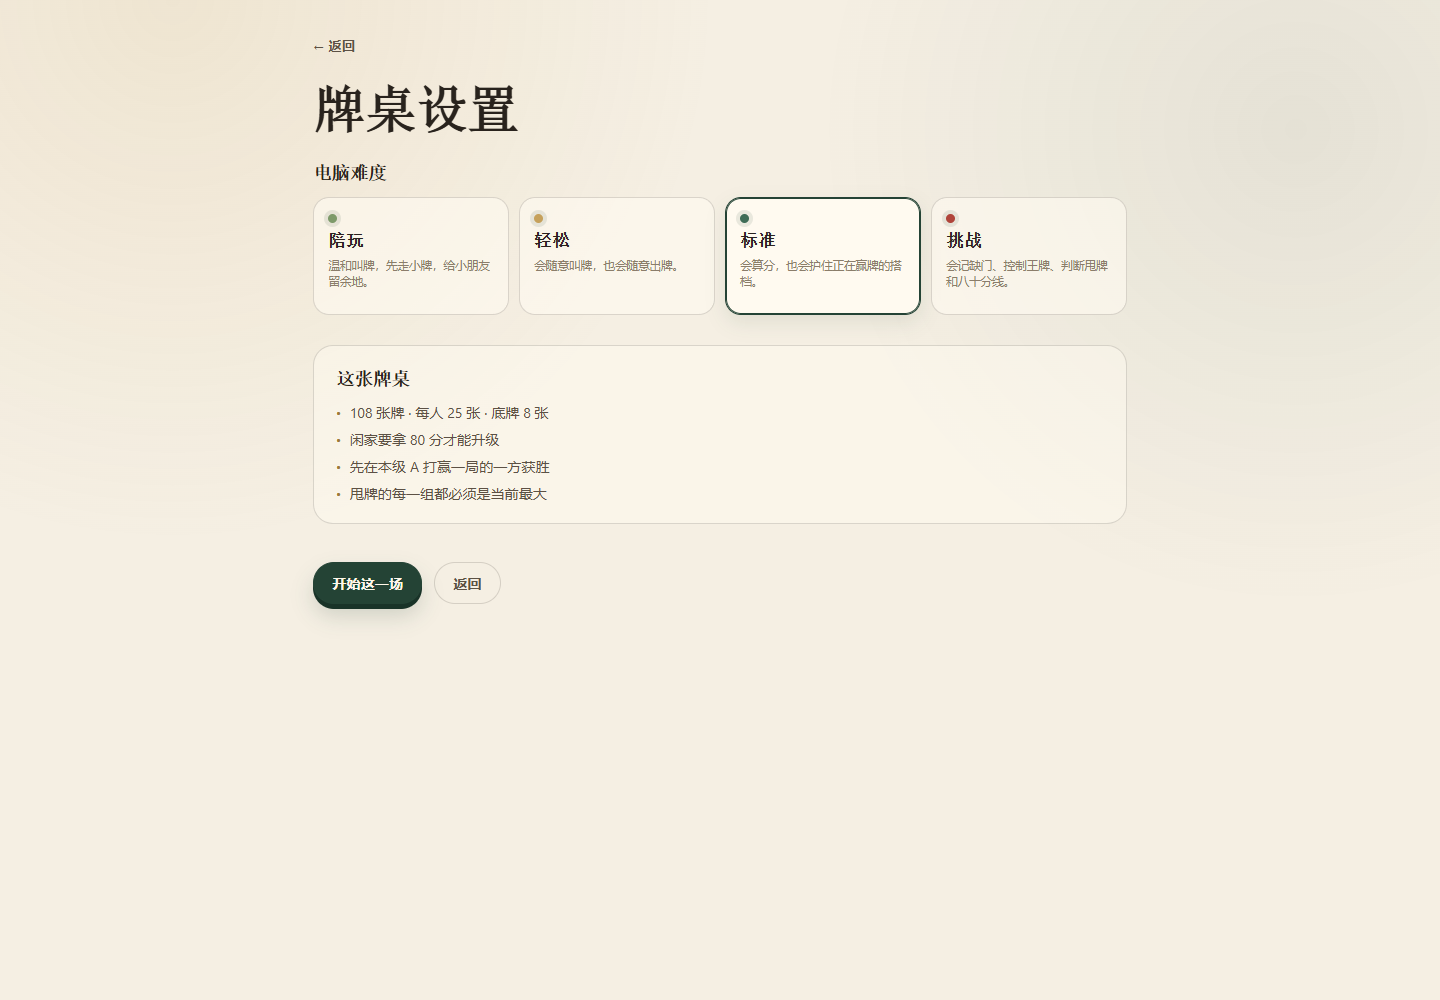 ← 返回
牌桌设置
电脑难度
陪玩
温和叫牌，先走小牌，给小朋友
留余地。
轻松
会随意叫牌，也会随意出牌。
标准
会算分，也会护住正在赢牌的搭
档。
挑战
会记缺门、控制王牌、判断甩牌
和八十分线。
这张牌桌
• 108 张牌 · 每人 25 张 · 底牌 8 张
• 闲家要拿 80 分才能升级
• 先在本级 A 打赢一局的一方获胜
• 甩牌的每一组都必须是当前最大
开始这一场
返回